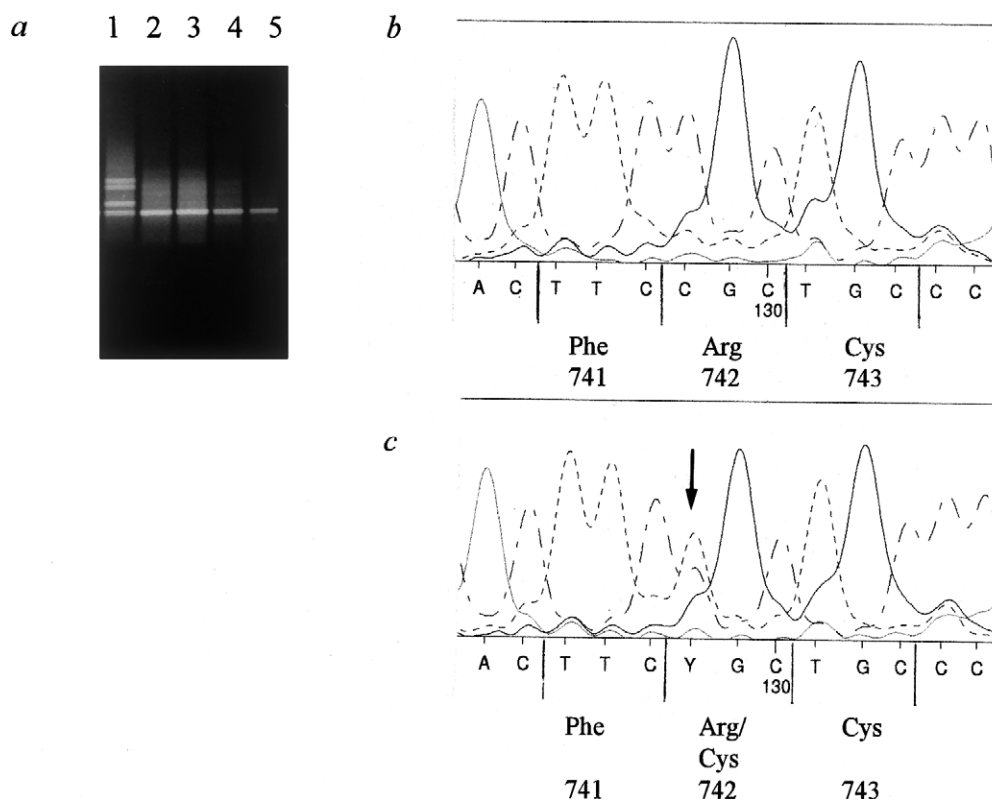 a
1 2 3 4 5
b
A C T T C C G C T G C C C
130
Phe Arg Cys
741 742 743
c
A C T T C Y G C T G C C C
130
Phe Arg/ Cys
Cys
741 742 743